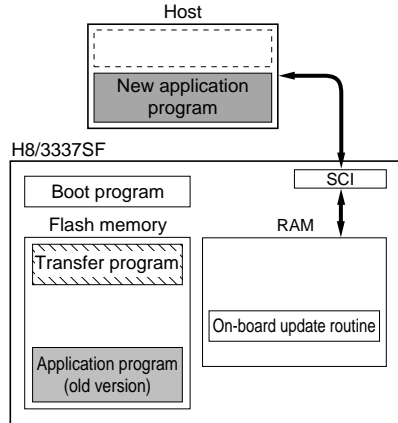 Host
New application
program
H8/3337SF
SCI
Boot program
Flash memory
RAM
Transfer program
On-board update routine
Application program
(old version)